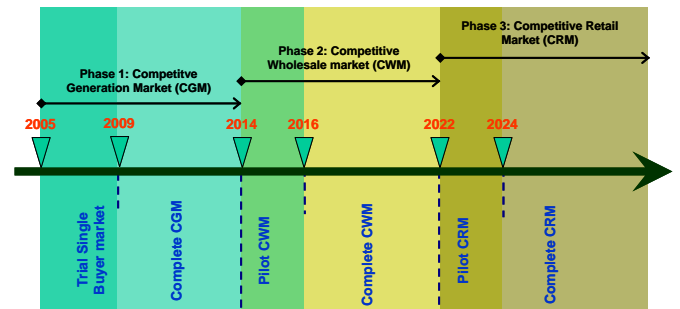 Phase 1: Competitve
Generation Market (CGM)
Phase 2: Competitive
Wholesale market (CWM)
Phase 3: Competitive Retail
Market (CRM)
2005
2009
2014
2016
2022
2024
Trial Single
Buyer market
Complete CGM
Pilot CWM
Complete CWM
Pilot CRM
Complete CRM